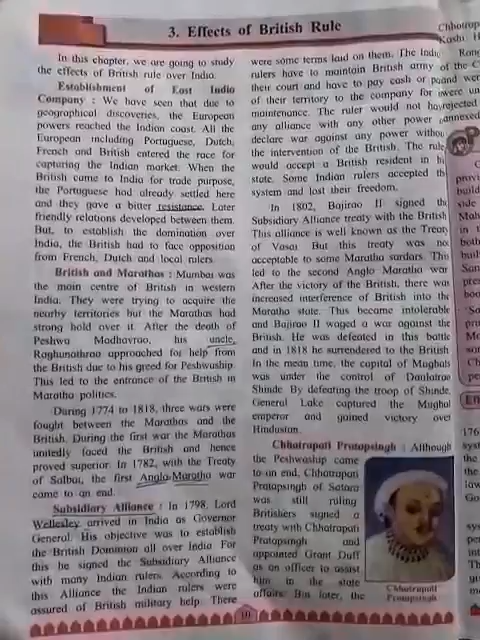 3. Effects of British Rule
In this chapter, we are going to study
the effects of British rule over India.
Establishment of East India
Company : We have seen that due to
geographical discoveries, the European
powers reached the Indian coast. All the
European including Portuguese, Dutch,
French and British entered the race for
capturing the Indian market. When the
British came to India for trade purpose,
the Portuguese had already settled here
and they gave a bitter resistance. Later
friendly relations developed between them.
But, to establish the domination over
India, the British had to face opposition
from French, Dutch and local rulers.
British and Marathas : Mumbai was
the main centre of British in western
India. They were trying to acquire the
nearby territories but the Marathas had
strong hold over it. After the death of
Peshwa Madhavrao, his uncle,
Raghunathrao approached for help from
the British due to his greed for Peshwaship.
This led to the entrance of the British in
Maratha politics.
During 1774 to 1818, three wars were
fought between the Marathas and the
British. During the first war the Marathas
unitedly faced the British and hence
proved superior. In 1782, with the Treaty
of Salbai, the first Anglo-Maratha war
came to an end.
Subsidiary Alliance : In 1798, Lord
Wellesley arrived in India as Governor
General. His objective was to establish
the British Dominion all over India For
this he signed the Subsidiary Alliance
with many Indian rulers. According to
this Alliance the Indian rulers were
assured of British military help. There
were some terms laid on them. The
rulers have to maintain British army
their court and have to pay cash or
of their territory to the company for
maintenance. The ruler would not
any alliance with any other power
declare war against any power
the intervention of the British. The
would accept a British resident in
state. Some Indian rulers accepted
system and lost their freedom.
In 1802, Bajirao II signed the
Subsidiary Alliance treaty with the British
This alliance is well known as the Treaty
of Vasai But this treaty was not
acceptable to some Maratha sardars. This
led to the second Anglo Maratha war
After the victory of the British, there was
increased interference of British into the
Maratha state. This became intolerable
and Bajirao II waged a war against the
British. He was defeated in this battle
and in 1818 he surrendered to the British
In the mean time, the capital of Mughals
was under the control of Daulatrao
Shinde. By defeating the troop of Shinde,
General Lake captured the Mughal
emperor and gained victory over
Hindustan.
Chhatrapati Pratapsingh : Although
the Peshwaship came
to an end, Chhatrapati
Pratapsingh of Satara
was still ruling
Britishers signed a
treaty with Chhatrapati
Pratapsingh and
appointed Grant Duff
as an officer to assist
him in the state
affairs. But later, the
Chhatrapati
Pratapsingh
10